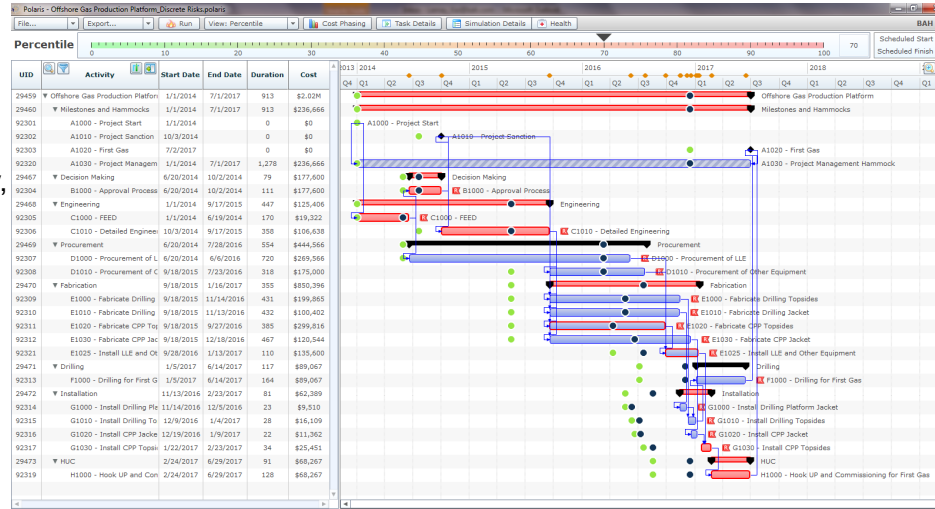 Polaris - Offshore Gas Production Platform_Discrete Risks.polaris
File... Export... Run View: Percentile Cost Phasing Task Details Simulation Details Health BAH
Percentile 0 10 20 30 40 50 60 70 80 90 100 70 Scheduled Start
Scheduled Finish
UID Activity Start Date End Date Duration Cost
2013 2014 2015 2016 2017 2018
Q4 Q1 Q2 Q3 Q4 Q1 Q2 Q3 Q4 Q1 Q2 Q3 Q4 Q1 Q2 Q3 Q4 Q1 Q2 Q3 Q4 Q1
29459 Offshore Gas Production Platforr 1/1/2014 7/1/2017 913 $2.02M Offshore Gas Production Platform
29460 Milestones and Hammocks 1/1/2014 7/1/2017 913 $236,666 Milestones and Hammocks
92301 A1000 - Project Start 1/1/2014 0 $0 A1000 - Project Start
92302 A1010 - Project Sanction 10/3/2014 0 $0 A1010 - Project Sanction
92303 A1020 - First Gas 7/2/2017 0 $0 A1020 - First Gas
92320 A1030 - Project Managem 1/1/2014 7/1/2017 1,278 $236,666 A1030 - Project Management Hammock
29467 Decision Making 6/20/2014 10/2/2014 79 $177,600 Decision Making
92304 B1000 - Approval Process 6/20/2014 10/2/2014 111 $177,600 R B1000 - Approval Process
29468 Engineering 1/1/2014 9/17/2015 447 $125,406 Engineering
92305 C1000 - FEED 1/1/2014 6/19/2014 170 $19,322 R C1000 - FEED
92306 C1010 - Detailed Engineer 10/3/2014 9/17/2015 358 $106,638 R C1010 - Detailed Engineering
29469 Procurement 6/20/2014 7/28/2016 554 $444,566 Procurement
92307 D1000 - Procurement of L 6/20/2014 6/6/2016 720 $269,566 R D1000 - Procurement of LLE
92308 D1010 - Procurement of C 9/18/2015 7/23/2016 318 $175,000 R D1010 - Procurement of Other Equipment
29470 Fabrication 9/18/2015 1/16/2017 355 $850,396 Fabrication
92309 E1000 - Fabricate Drilling 9/18/2015 11/14/2016 431 $199,865 R E1000 - Fabricate Drilling Topsides
92310 E1010 - Fabricate Drilling 9/18/2015 11/13/2016 432 $100,402 R E1010 - Fabricate Drilling Jacket
92311 E1020 - Fabricate CPP Top 9/18/2015 9/27/2016 385 $299,816 R E1020 - Fabricate CPP Topsides
92312 E1030 - Fabricate CPP Jac 9/18/2015 12/18/2016 467 $120,544 R E1030 - Fabricate CPP Jacket
92321 E1025 - Install LLE and Ot 9/28/2016 1/13/2017 110 $135,600 R E1025 - Install LLE and Other Equipment
29471 Drilling 1/5/2017 6/14/2017 117 $89,067 Drilling
92313 F1000 - Drilling for First G 1/5/2017 6/14/2017 164 $89,067 R F1000 - Drilling for First Gas
29472 Installation 11/13/2016 2/23/2017 81 $62,389 Installation
92314 G1000 - Install Drilling Pla 11/14/2016 12/5/2016 23 $9,510 R G1000 - Install Drilling Platform Jacket
92315 G1010 - Install Drilling To 12/9/2016 1/4/2017 28 $16,109 R G1010 - Install Drilling Topsides
92316 G1020 - Install CPP Jacke 12/19/2016 1/9/2017 22 $11,362 R G1020 - Install CPP Jacket
92317 G1030 - Install CPP Topsi 1/22/2017 2/23/2017 34 $25,451 R G1030 - Install CPP Topsides
29473 HUC 2/24/2017 6/29/2017 91 $68,267 HUC
92319 H1000 - Hook UP and Con 2/24/2017 6/29/2017 128 $68,267 H1000 - Hook UP and Commissioning for First Gas